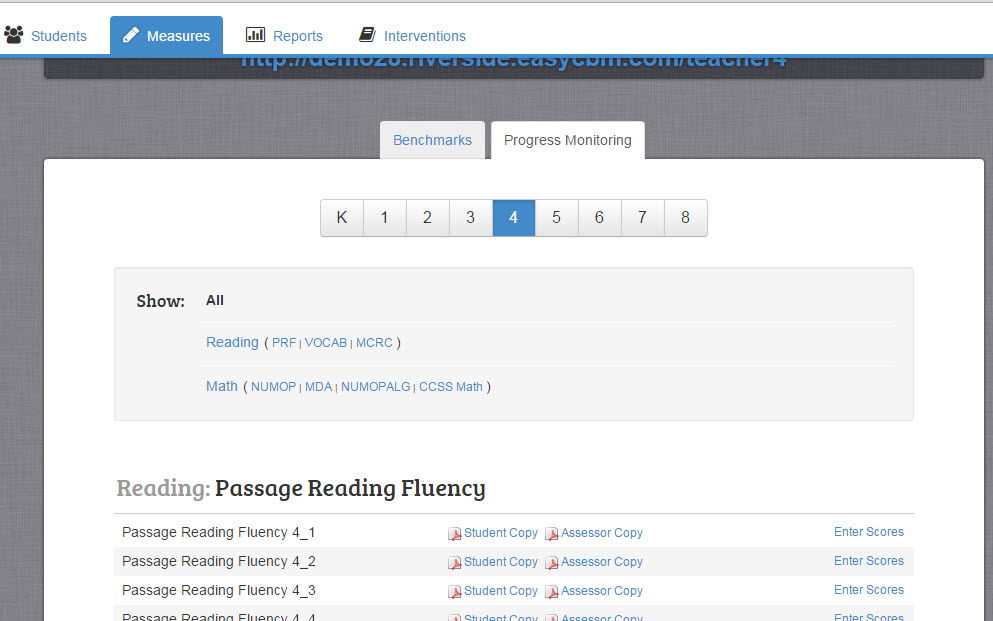 Students Measures Reports Interventions
http://demo28.riverside.easycbm.com/teacher4
Benchmarks Progress Monitoring
K 1 2 3 4 5 6 7 8
Show: All
Reading ( PRF | VOCAB | MCRC )
Math ( NUMOP | MDA | NUMOPALG | CCSS Math )
Reading: Passage Reading Fluency
Passage Reading Fluency 4_1 Student Copy Assessor Copy Enter Scores
Passage Reading Fluency 4_2 Student Copy Assessor Copy Enter Scores
Passage Reading Fluency 4_3 Student Copy Assessor Copy Enter Scores
Passage Reading Fluency 4_4 Student Copy Assessor Copy Enter Scores